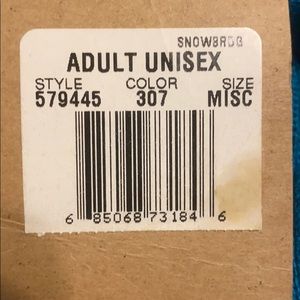 SNOWBRDG
ADULT UNISEX
STYLE COLOR SIZE
579445 307 MISC
6 85068 73184 6